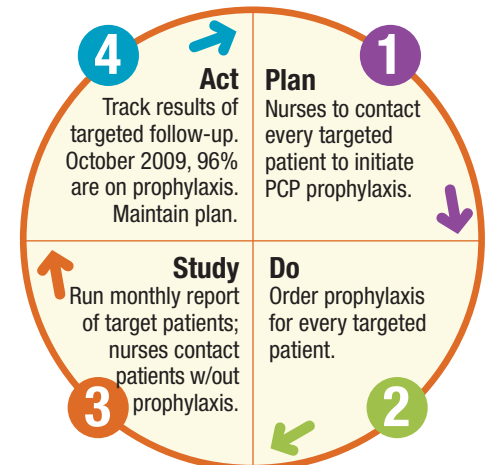 1
Plan
Nurses to contact
every targeted
patient to initiate
PCP prophylaxis.
2
Do
Order prophylaxis
for every targeted
patient.
3
Study
Run monthly report
of target patients;
nurses contact
patients w/out
prophylaxis.
4
Act
Track results of
targeted follow-up.
October 2009, 96%
are on prophylaxis.
Maintain plan.